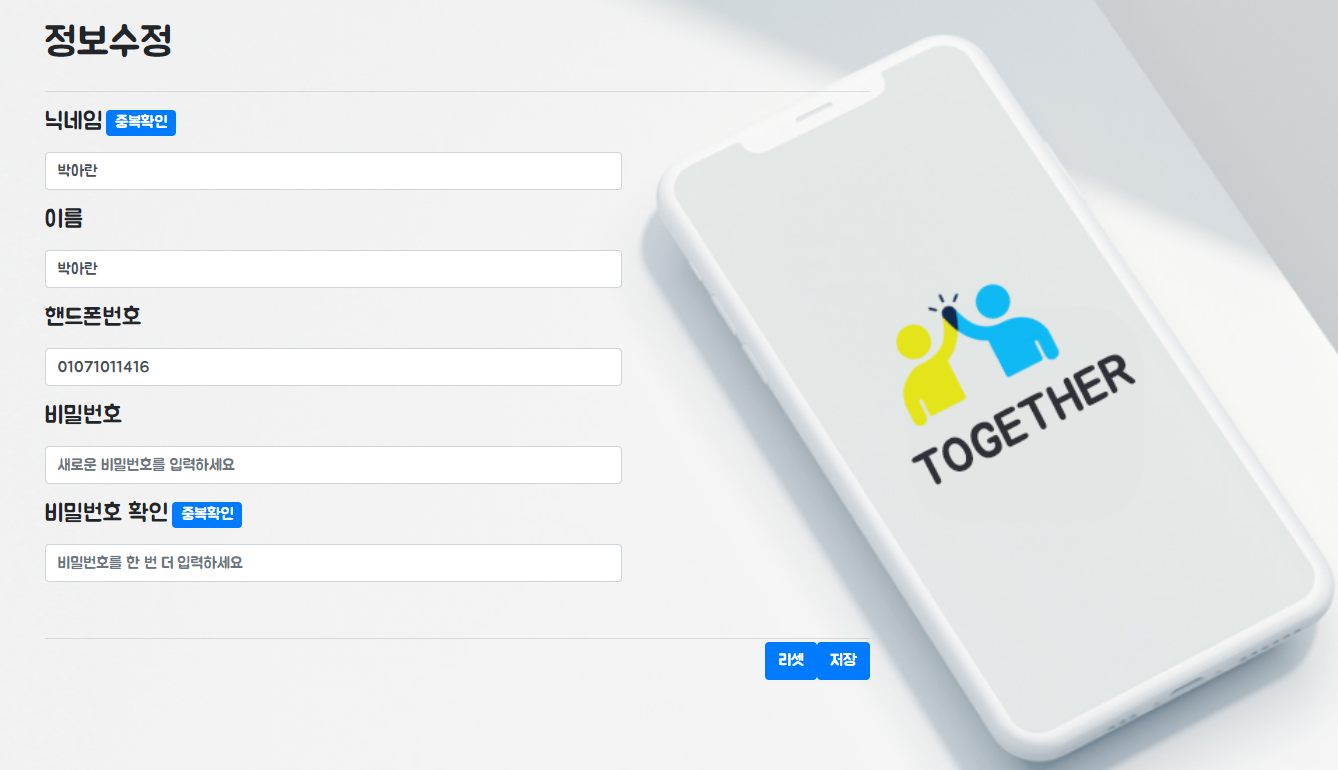 정보수정
닉네임 중복확인
박아란
이름
박아란
핸드폰번호
01071011416
비밀번호
새로운 비밀번호를 입력하세요
비밀번호 확인 중복확인
비밀번호를 한 번 더 입력하세요
리셋 저장
TOGETHER